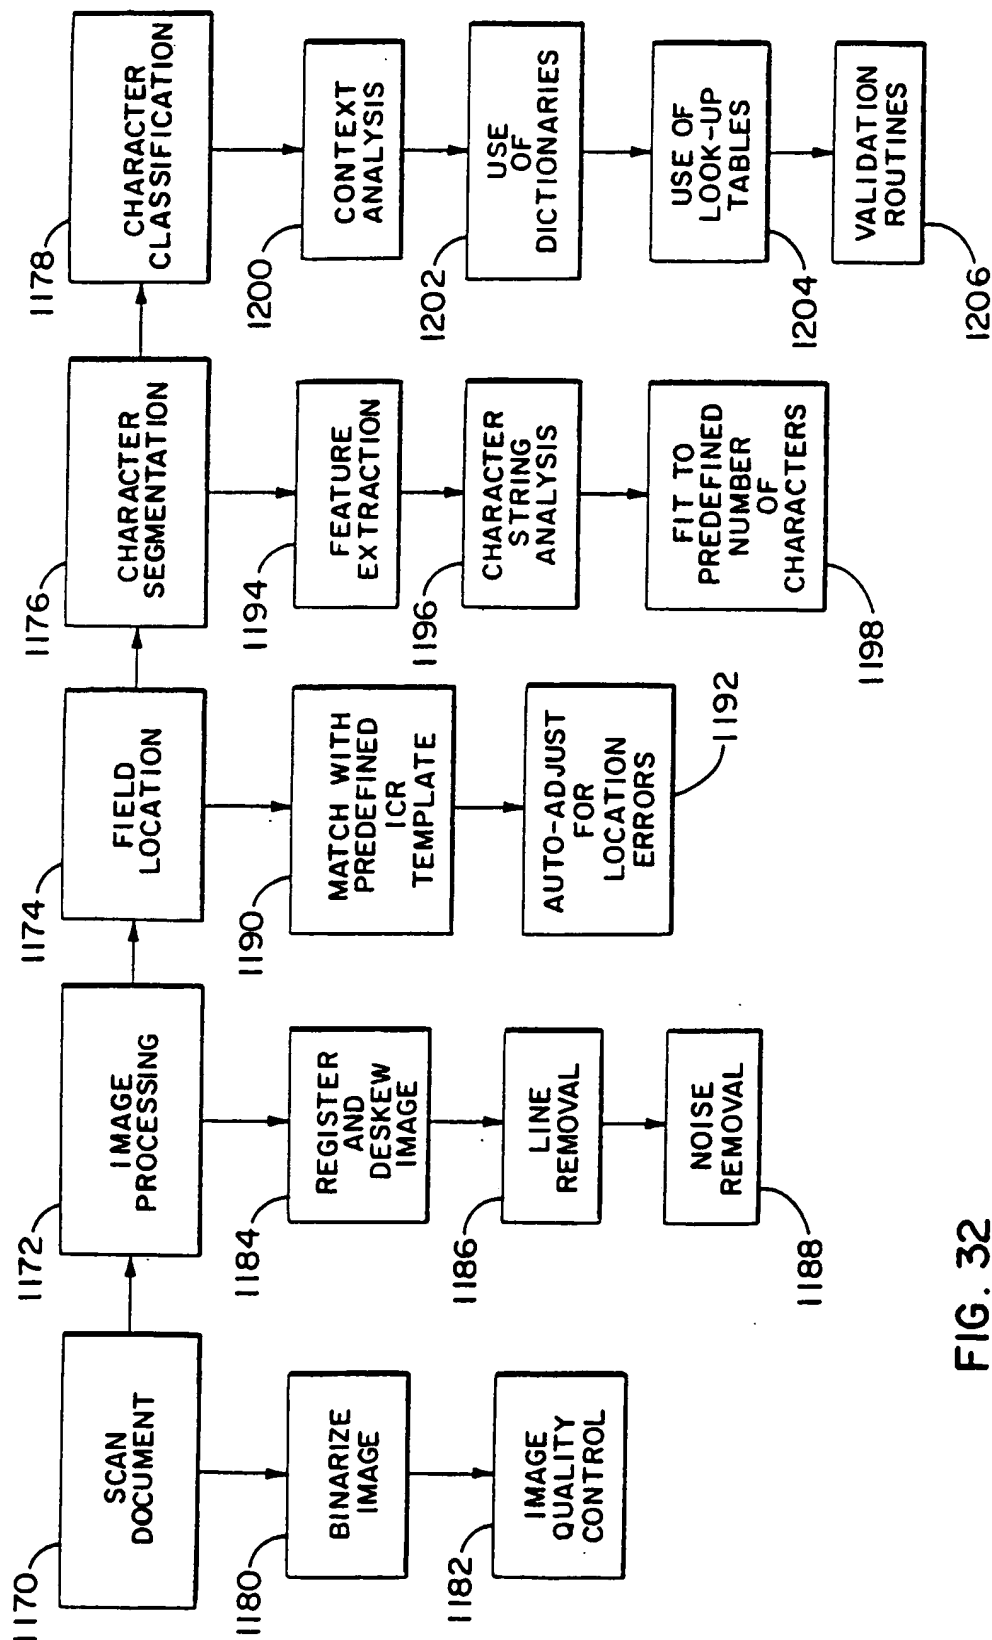 1170
SCAN
DOCUMENT
1180
BINARIZE
IMAGE
1182
IMAGE
QUALITY
CONTROL
1172
IMAGE
PROCESSING
1184
REGISTER
AND
DESKEW
IMAGE
1186
LINE
REMOVAL
NOISE
REMOVAL
1188
1174
FIELD
LOCATION
1190
MATCH WITH
PREDEFINED
ICR
TEMPLATE
AUTO-ADJUST
FOR
LOCATION
ERRORS
1192
1176
CHARACTER
SEGMENTATION
1194
FEATURE
EXTRACTION
1196
CHARACTER
STRING
ANALYSIS
FIT TO
PREDEFINED
NUMBER
OF
CHARACTERS
1198
1178
CHARACTER
CLASSIFICATION
1200
CONTEXT
ANALYSIS
1202
USE
OF
DICTIONARIES
USE OF
LOOK-UP
TABLES
1204
VALIDATION
ROUTINES
1206
FIG. 32